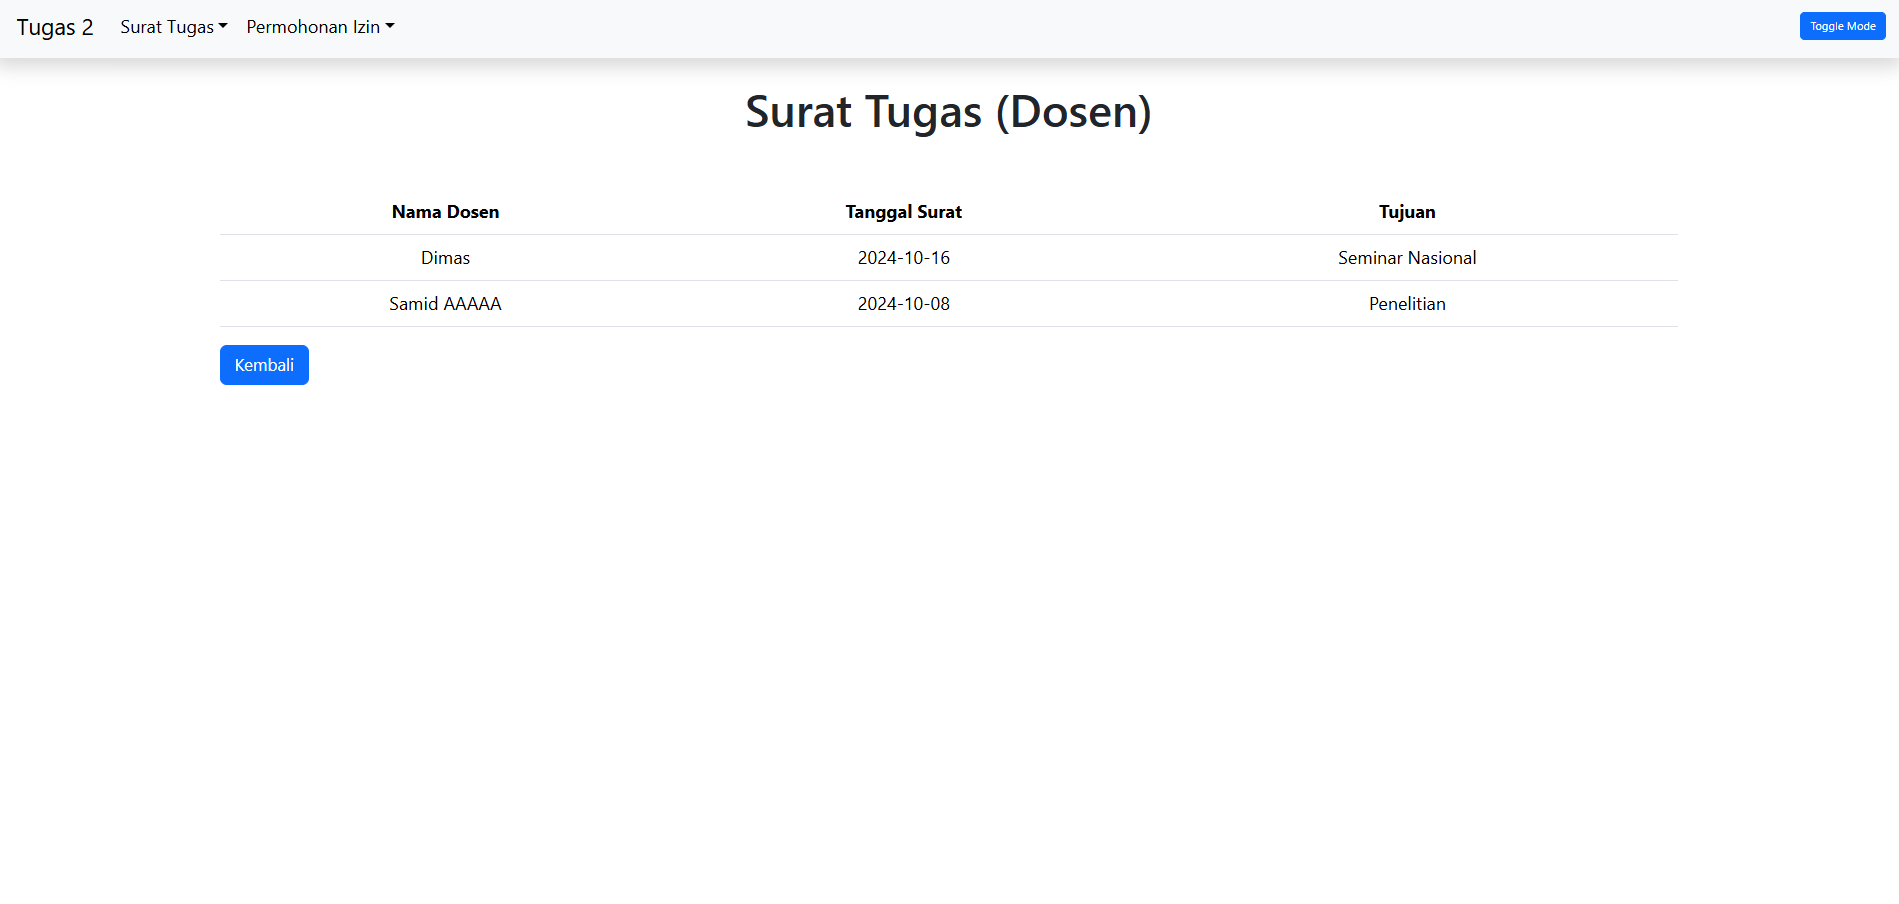 Tugas 2 Surat Tugas Permohonan Izin Toggle Mode
Surat Tugas (Dosen)
Nama Dosen Tanggal Surat Tujuan
Dimas 2024-10-16 Seminar Nasional
Samid AAAAA 2024-10-08 Penelitian
Kembali